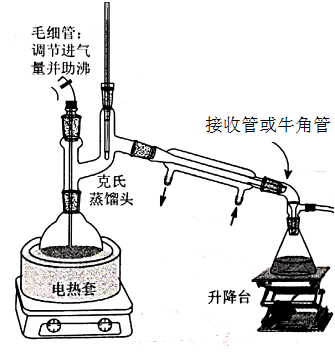 毛细管:
调节进气
量并助沸
接收管或牛角管
克氏
蒸馏头
电热套
升降台